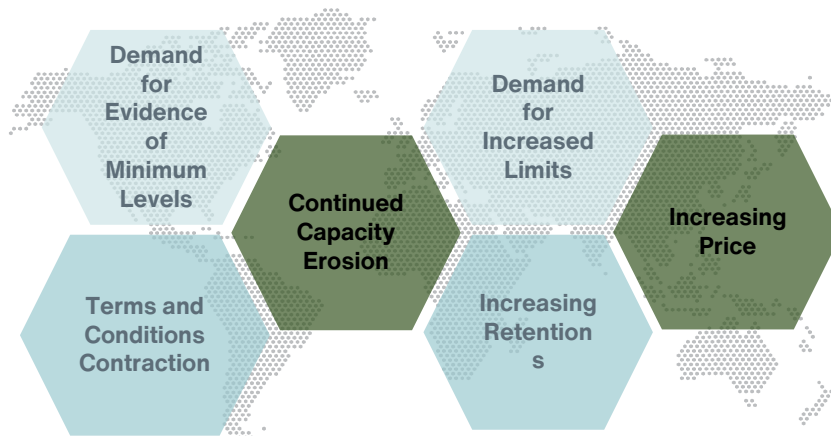 Demand
for
Evidence
of
Minimum
Levels
Terms and
Conditions
Contraction
Continued
Capacity
Erosion
Demand
for
Increased
Limits
Increasing
Retention
s
Increasing
Price